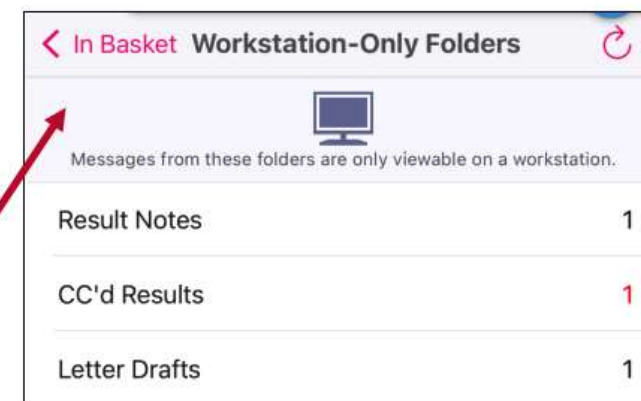 In Basket Workstation-Only Folders
Messages from these folders are only viewable on a workstation.
Result Notes 1
CC'd Results 1
Letter Drafts 1